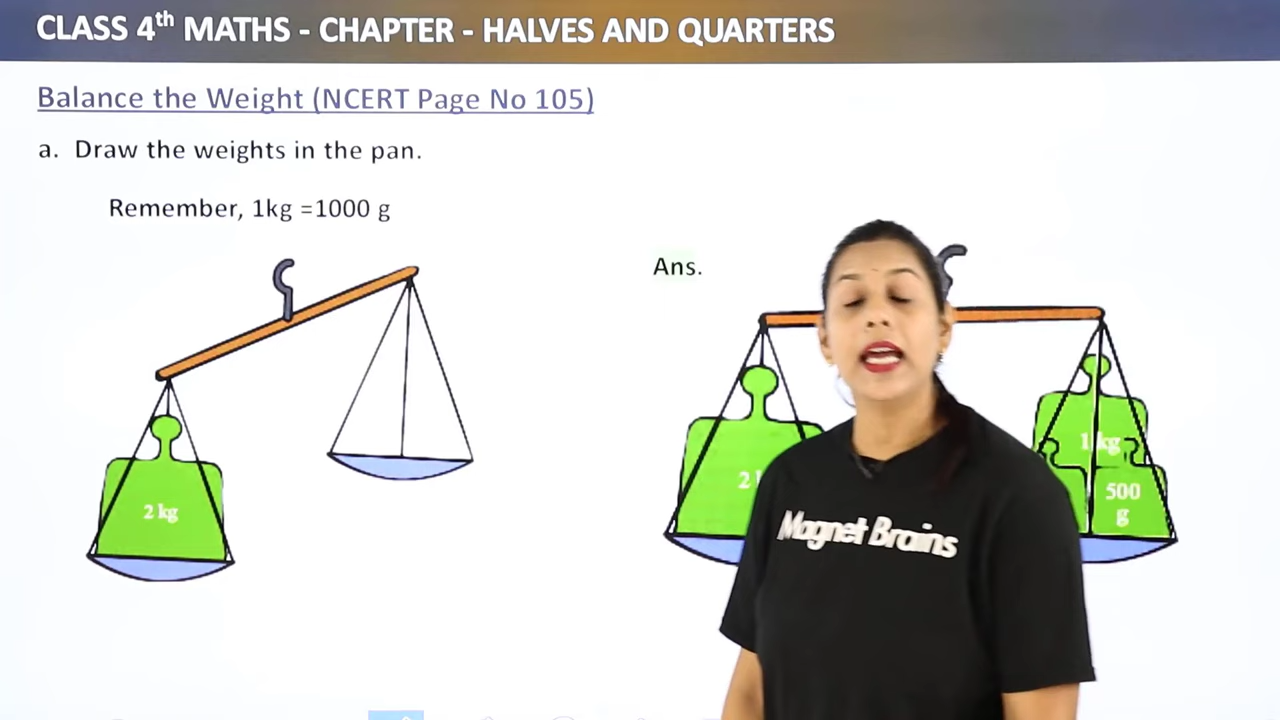 CLASS 4th MATHS - CHAPTER - HALVES AND QUARTERS
Balance the Weight (NCERT Page No 105)
a. Draw the weights in the pan.
Remember, 1kg =1000 g
Ans.
2 kg
2
1 kg
500
g
Magnet Brains